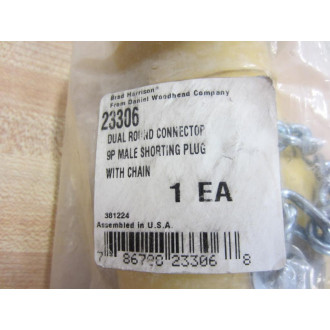 Brad Harrison®
From Daniel Woodhead Company
23306
DUAL ROUND CONNECTOR
9P MALE SHORTING PLUG
WITH CHAIN
1 EA
381224
Assembled in U.S.A.
7 86788 23306 8